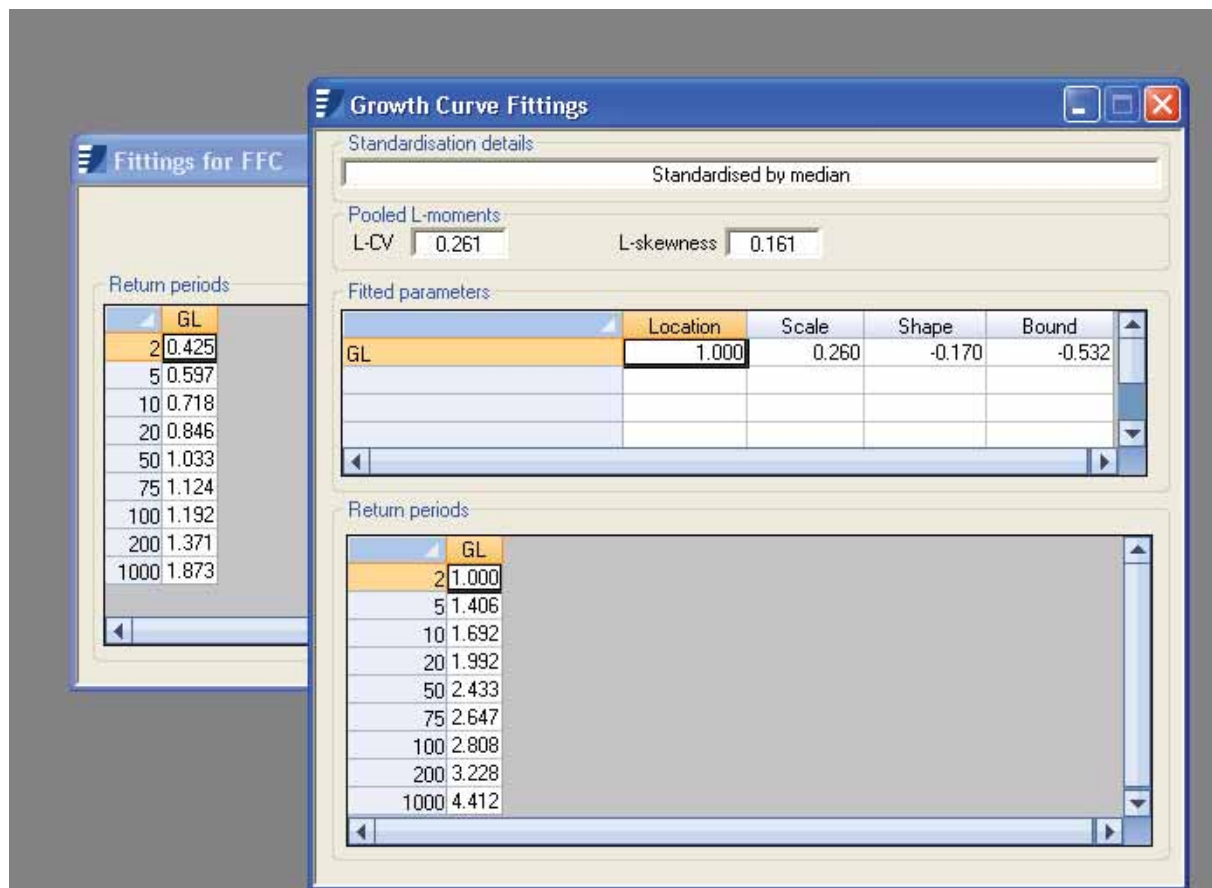 Fittings for FFC
Return periods
GL
2 0.425
5 0.597
10 0.718
20 0.846
50 1.033
75 1.124
100 1.192
200 1.371
1000 1.873
Growth Curve Fittings
Standardisation details
Standardised by median
Pooled L-moments
L-CV 0.261 L-skewness 0.161
Fitted parameters
Location Scale Shape Bound
GL 1.000 0.260 -0.170 -0.532
Return periods
GL
2 1.000
5 1.406
10 1.692
20 1.992
50 2.433
75 2.647
100 2.808
200 3.228
1000 4.412